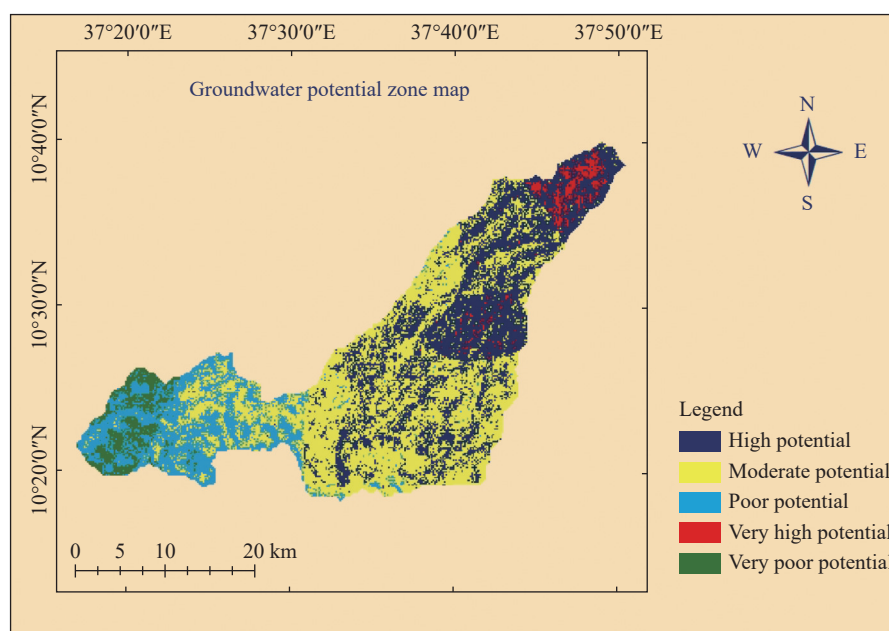 37°20′0″E 37°30′0″E 37°40′0″E 37°50′0″E
Groundwater potential zone map
N
W E
S
10°40′0″N
10°30′0″N
10°20′0″N
Legend
High potential
Moderate potential
Poor potential
Very high potential
Very poor potential
0 5 10 20 km